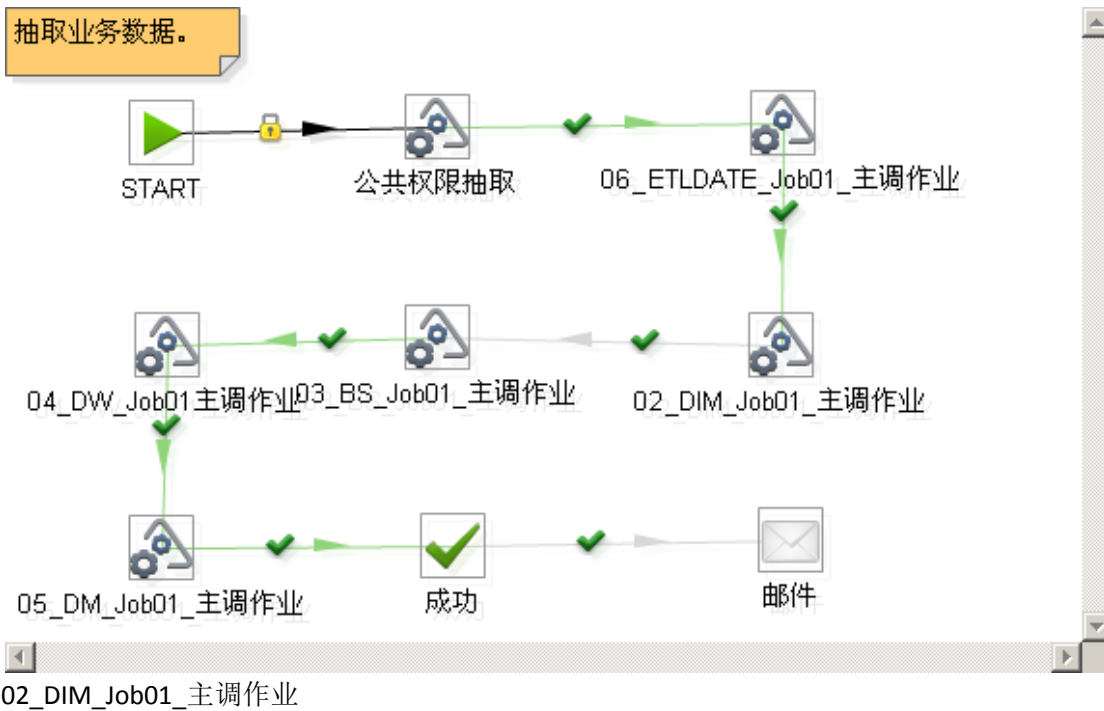 抽取业务数据。
START
公共权限抽取
06_ETLDATE_Job01_主调作业
04_DW_Job01主调作业
03_BS_Job01_主调作业
02_DIM_Job01_主调作业
05_DM_Job01_主调作业
成功
邮件
02_DIM_Job01_主调作业